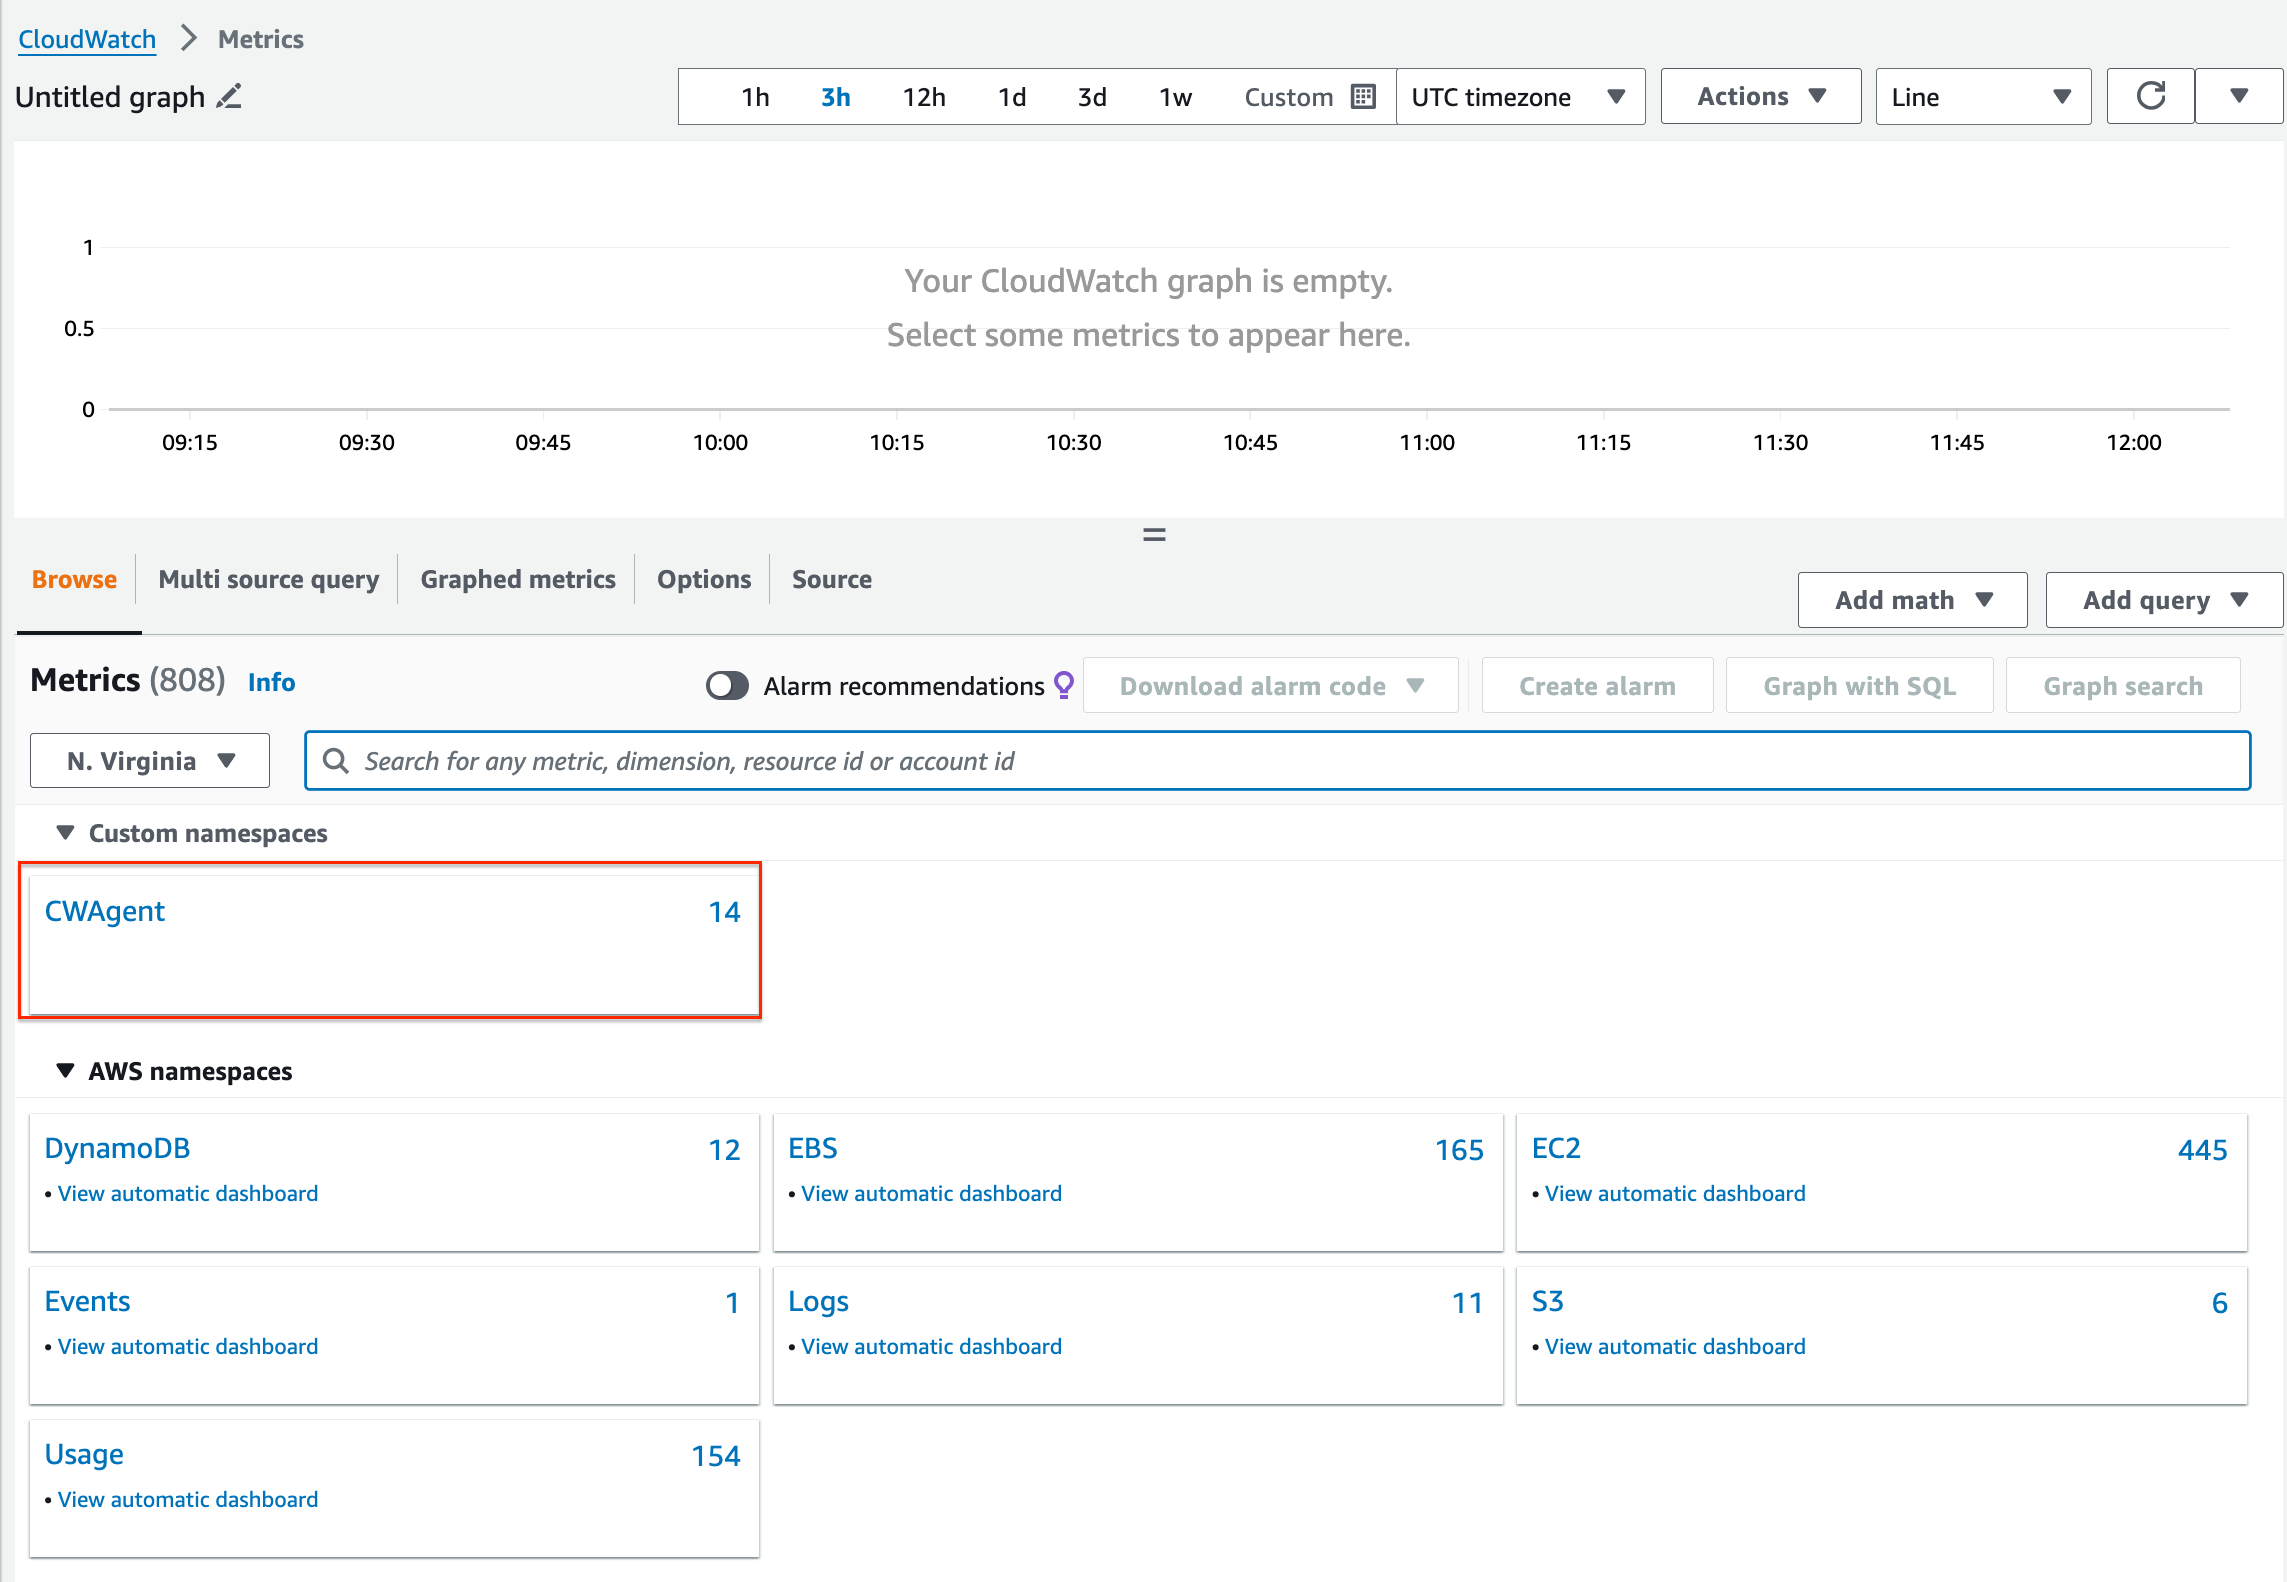 CloudWatch > Metrics
Untitled graph
1h 3h 12h 1d 3d 1w Custom UTC timezone Actions Line
1
0.5
0
Your CloudWatch graph is empty.
Select some metrics to appear here.
09:15 09:30 09:45 10:00 10:15 10:30 10:45 11:00 11:15 11:30 11:45 12:00
Browse Multi source query Graphed metrics Options Source
Add math Add query
Metrics (808) Info
Alarm recommendations Download alarm code Create alarm Graph with SQL Graph search
N. Virginia Search for any metric, dimension, resource id or account id
Custom namespaces
CWAgent 14
AWS namespaces
DynamoDB 12
• View automatic dashboard
EBS 165
• View automatic dashboard
EC2 445
• View automatic dashboard
Events 1
• View automatic dashboard
Logs 11
• View automatic dashboard
S3 6
• View automatic dashboard
Usage 154
• View automatic dashboard